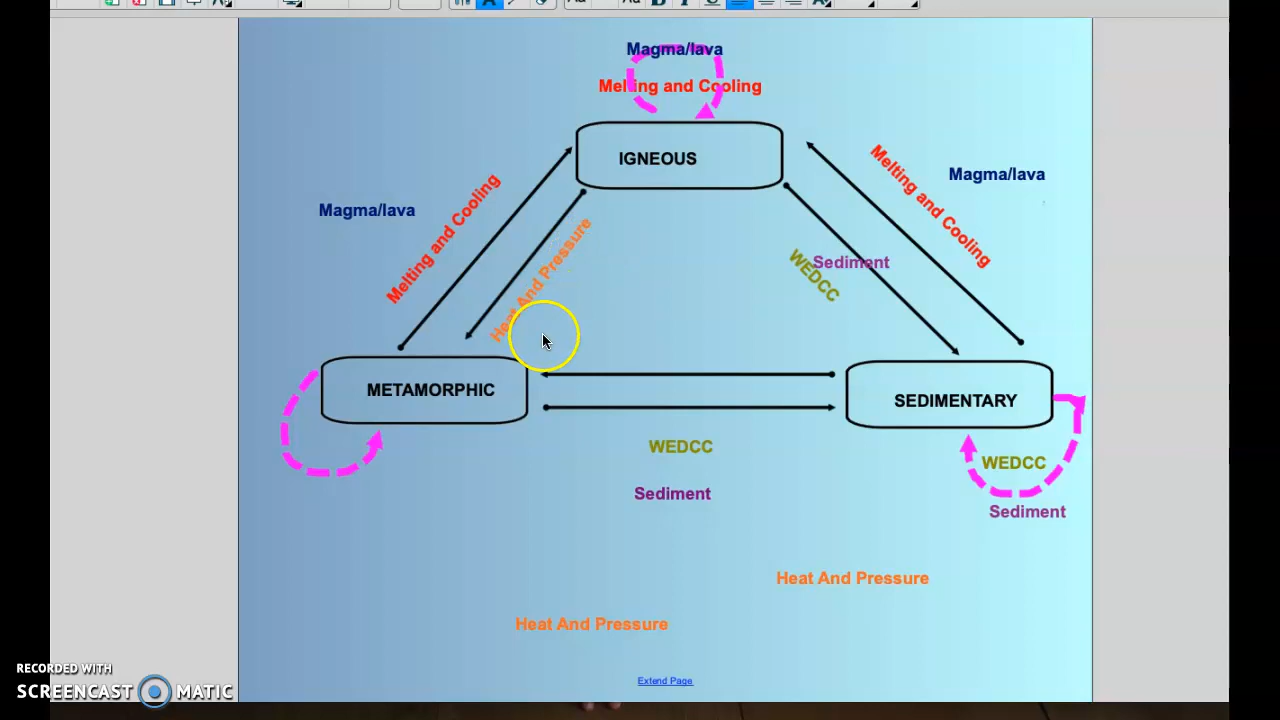 Magma/lava
Melting and Cooling
IGNEOUS
Melting and Cooling
Magma/lava
Magma/lava
Melting and Cooling
Heat And Pressure
WEDCC
Sediment
METAMORPHIC
SEDIMENTARY
WEDCC
WEDCC
Sediment
Sediment
Heat And Pressure
Heat And Pressure
Extend Page
RECORDED WITH
SCREENCAST MATIC